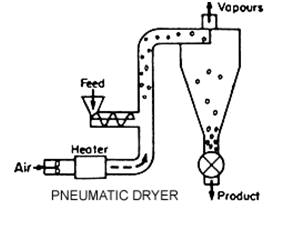 Vapours
Feed
Heater
Air
PNEUMATIC DRYER
Product